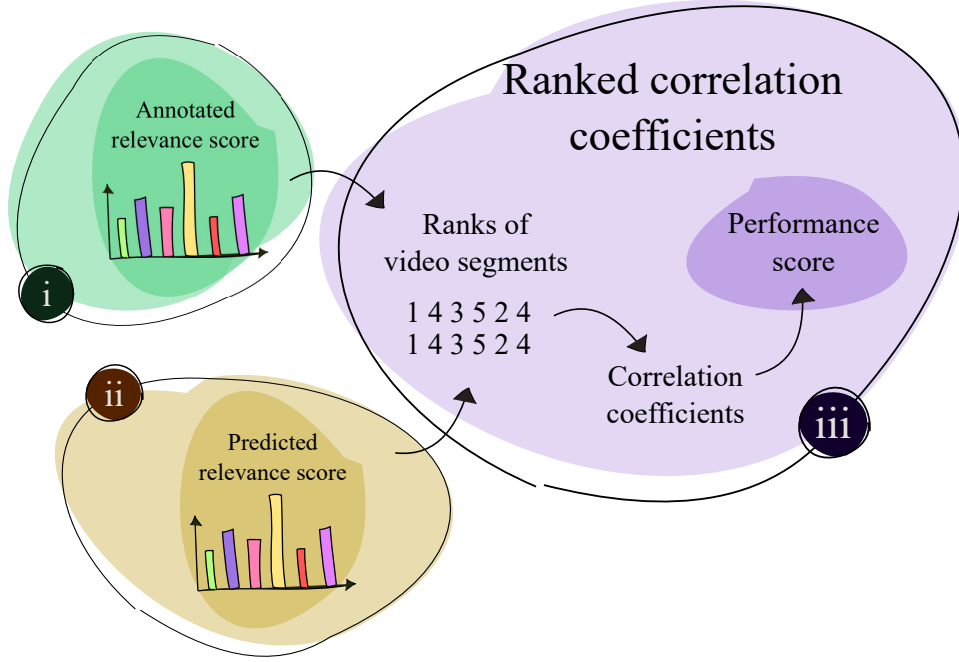 Annotated
relevance score
i
ii
Predicted
relevance score
Ranked correlation
coefficients
Ranks of
video segments
1 4 3 5 2 4
1 4 3 5 2 4
Correlation
coefficients
Performance
score
iii